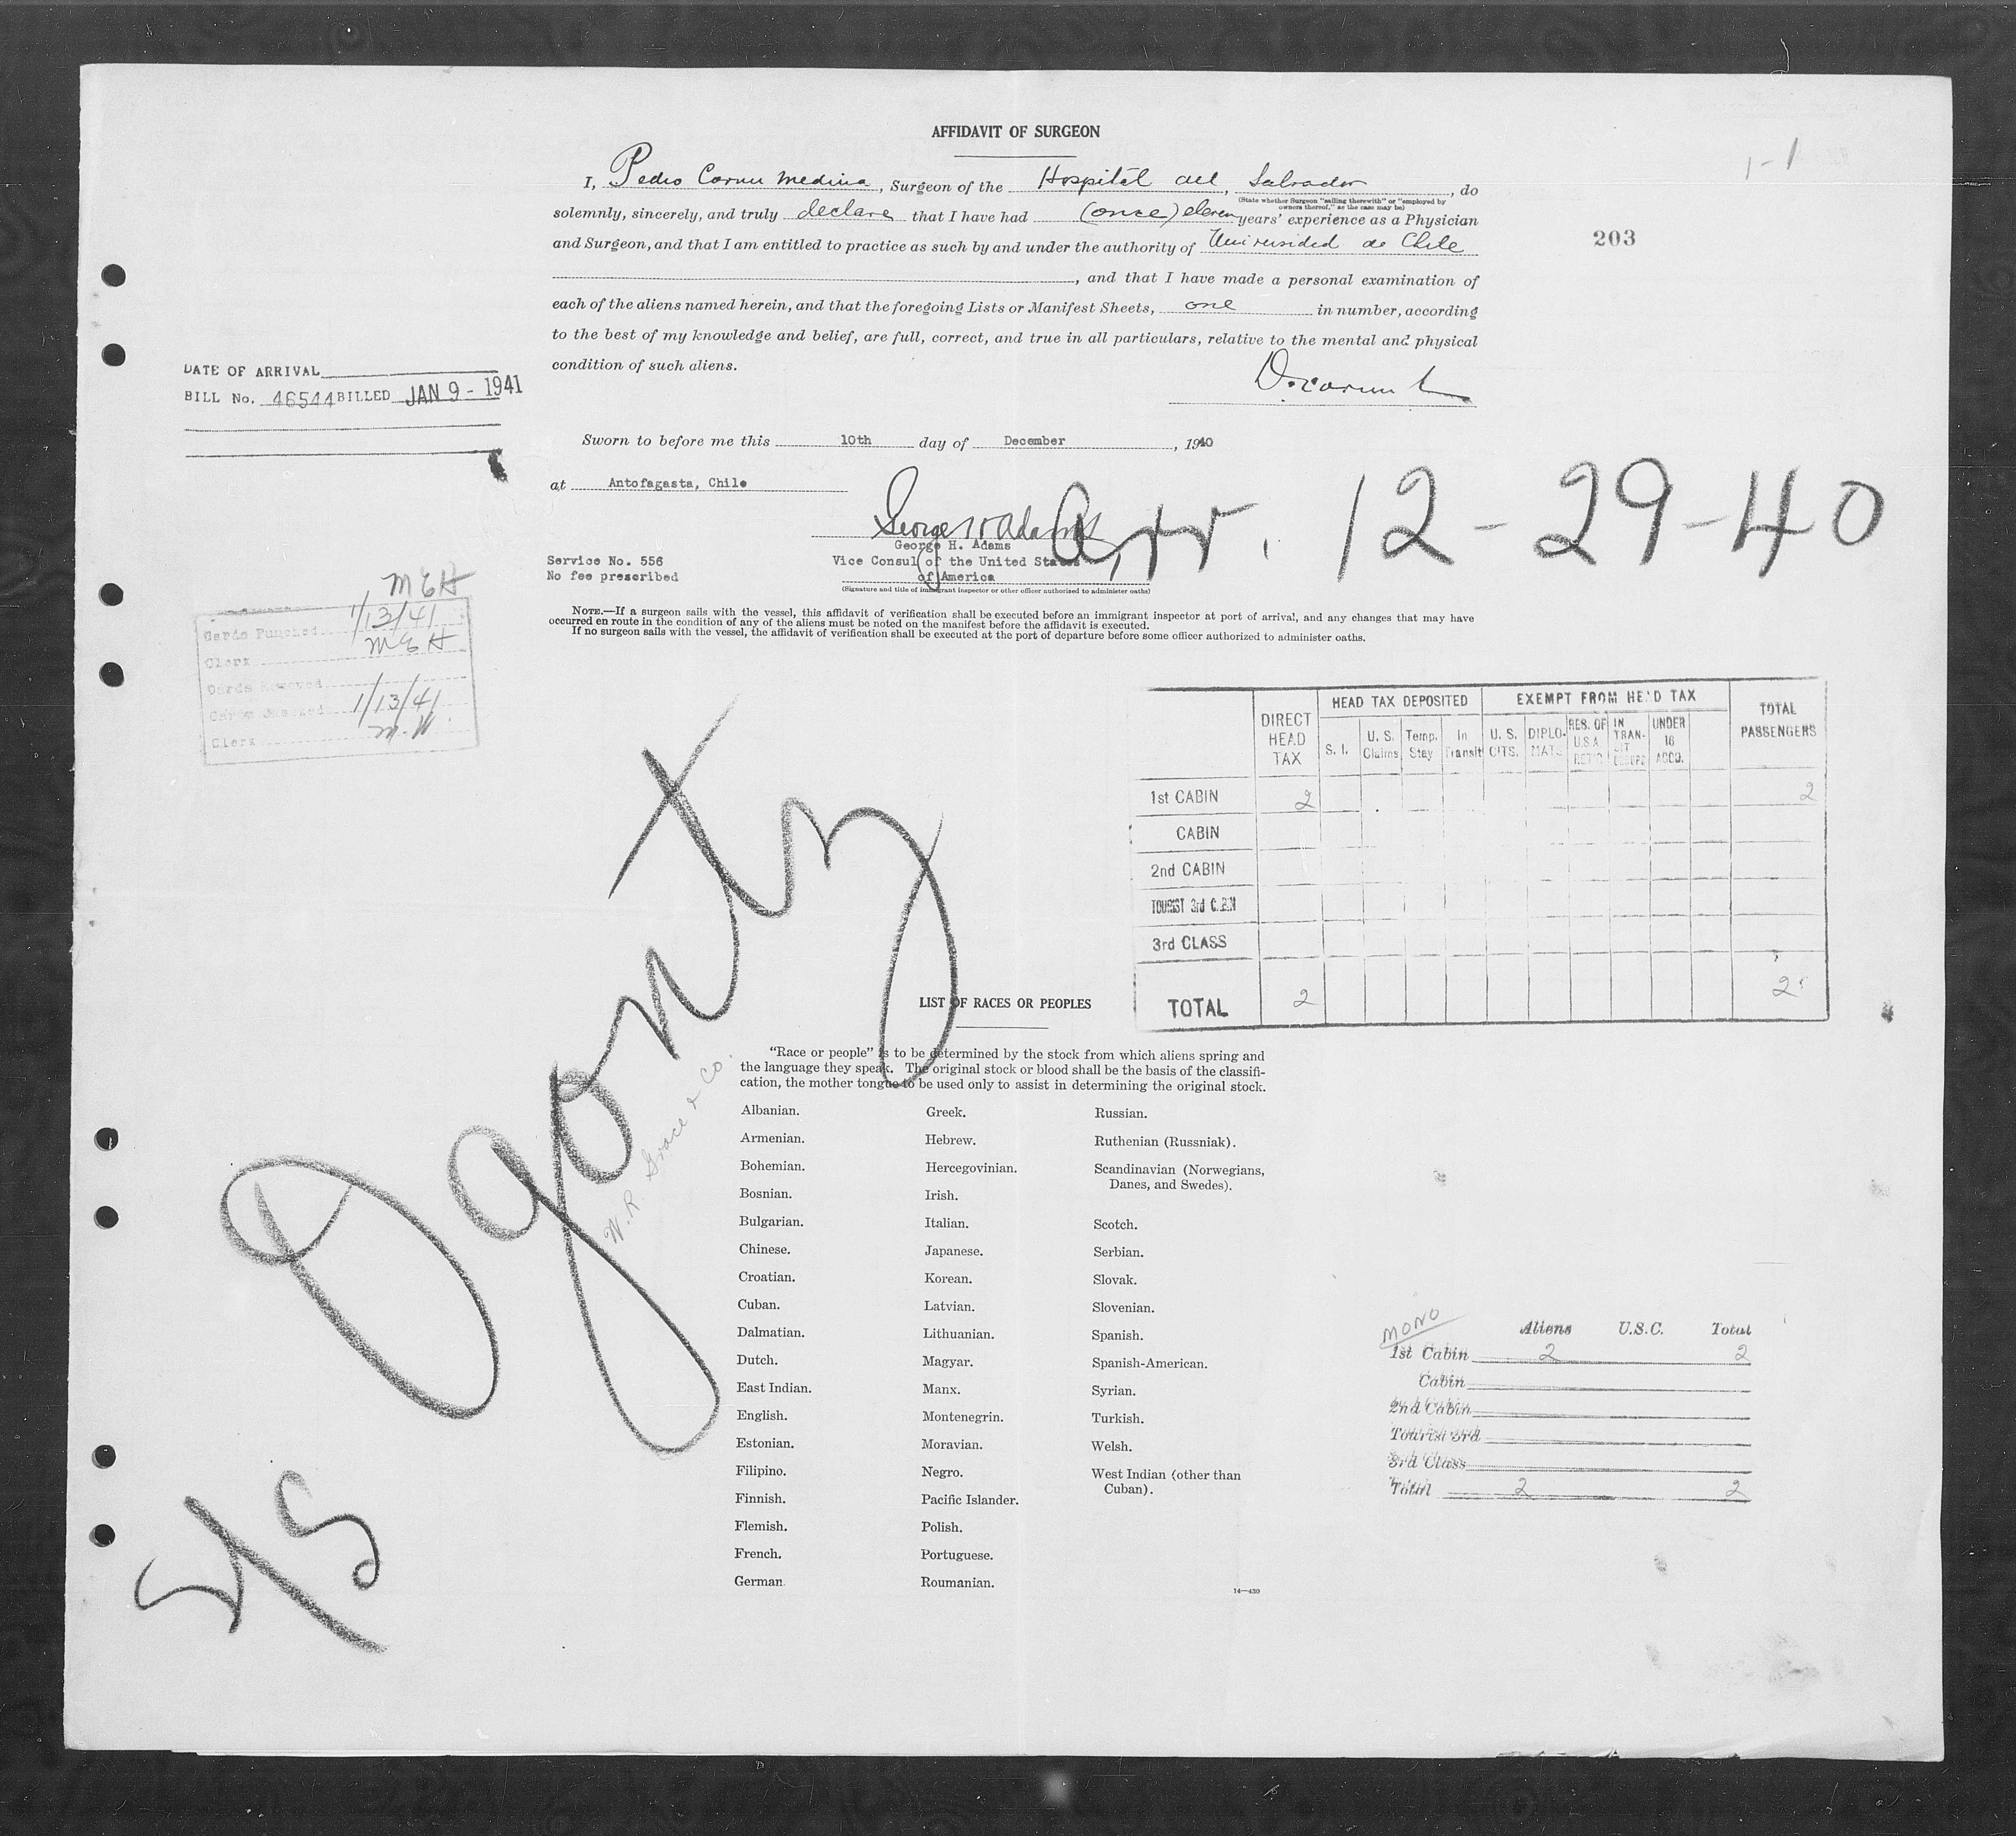 AFFIDAVIT OF SURGEON
1-1
I, Pedro Medina, Surgeon of the Hospital del Salvador, do
(State whether Surgeon "sailing therewith" or "employed by
owners thereof," as the case may be)
solemnly, sincerely, and truly declare that I have had (once) eleven years' experience as a Physician
and Surgeon, and that I am entitled to practice as such by and under the authority of Universidad de Chile
203
, and that I have made a personal examination of
each of the aliens named herein, and that the foregoing Lists or Manifest Sheets, one in number, according
to the best of my knowledge and belief, are full, correct, and true in all particulars, relative to the mental and physical
condition of such aliens.
DATE OF ARRIVAL
BILL No. 46544 BILLED JAN 9 - 1941
Sworn to before me this 10th day of December, 1940
at Antofagasta, Chile
Arr. 12-29-40
George H. Adams
George H. Adams
Vice Consul of the United States
of America
(Signature and title of immigrant inspector or other officer authorized to administer oaths)
Service No. 556
No fee prescribed
NOTE.—If a surgeon sails with the vessel, this affidavit of verification shall be executed before an immigrant inspector at port of arrival, and any changes that may have
occurred en route in the condition of any of the aliens must be noted on the manifest before the affidavit is executed.
If no surgeon sails with the vessel, the affidavit of verification shall be executed at the port of departure before some officer authorized to administer oaths.
MEH
Cards Punched 1/13/41
Clerk MEH
Cards 1/13/41
Clerk M.W.
DIRECT HEAD TAX
HEAD TAX DEPOSITED
EXEMPT FROM HEAD TAX
TOTAL PASSENGERS
S. I. U. S. Claims Temp. Stay In Transit U. S. CITS. DIPLOMATS RES. OF U.S.A. RET'G IN TRANSIT UNDER 16 ACCO.
1st CABIN 2 2
CABIN
2nd CABIN
TOURIST 3rd CABIN
3rd CLASS
TOTAL 2 2
Ogontz
W. R. Grace & Co.
S/S
LIST OF RACES OR PEOPLES
"Race or people" is to be determined by the stock from which aliens spring and
the language they speak. The original stock or blood shall be the basis of the classifi-
cation, the mother tongue to be used only to assist in determining the original stock.
Albanian.
Armenian.
Bohemian.
Bosnian.
Bulgarian.
Chinese.
Croatian.
Cuban.
Dalmatian.
Dutch.
East Indian.
English.
Estonian.
Filipino.
Finnish.
Flemish.
French.
German.
Greek.
Hebrew.
Hercegovinian.
Irish.
Italian.
Japanese.
Korean.
Latvian.
Lithuanian.
Magyar.
Manx.
Montenegrin.
Moravian.
Negro.
Pacific Islander.
Polish.
Portuguese.
Roumanian.
Russian.
Ruthenian (Russniak).
Scandinavian (Norwegians,
Danes, and Swedes).
Scotch.
Serbian.
Slovak.
Slovenian.
Spanish.
Spanish-American.
Syrian.
Turkish.
Welsh.
West Indian (other than
Cuban).
14—430
MONO
Aliens U.S.C. Total
1st Cabin 2 2
Cabin
2nd Cabin
Tourist 3rd
3rd Class
Total 2 2